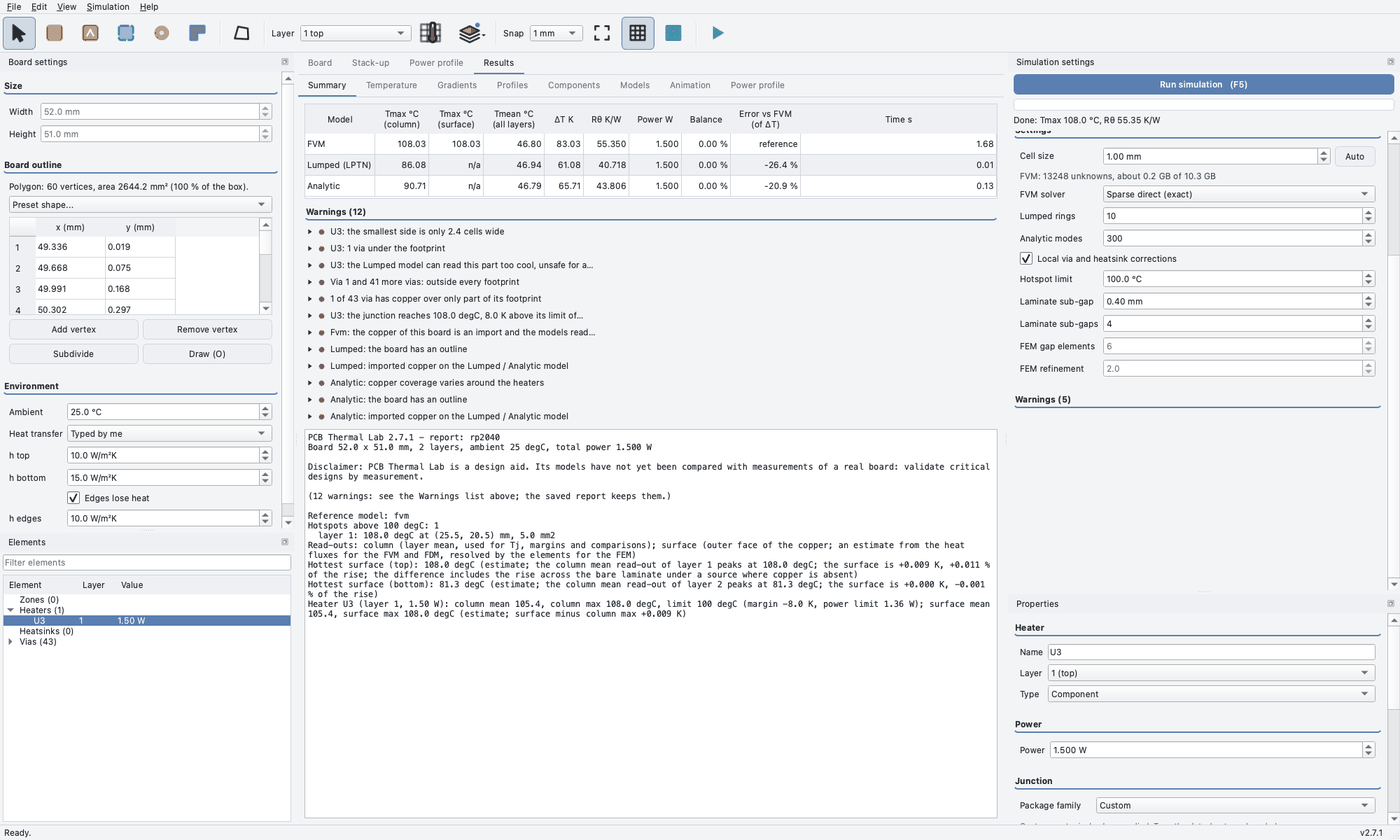 File Edit View Simulation Help
Layer 1 top Snap 1 mm
Board settings
Size
Width 52.0 mm
Height 51.0 mm
Board outline
Polygon: 60 vertices, area 2644.2 mm² (100 % of the box).
Preset shape...
x (mm) y (mm)
1 49.336 0.019
2 49.668 0.075
3 49.991 0.168
4 50.302 0.297
Add vertex Remove vertex
Subdivide Draw (O)
Environment
Ambient 25.0 °C
Heat transfer Typed by me
h top 10.0 W/m²K
h bottom 15.0 W/m²K
Edges lose heat
h edges 10.0 W/m²K
Elements
Filter elements
Element Layer Value
Zones (0)
Heaters (1)
U3 1 1.50 W
Heatsinks (0)
Vias (43)
Board Stack-up Power profile Results
Summary Temperature Gradients Profiles Components Models Animation Power profile
Model Tmax °C (column) Tmax °C (surface) Tmean °C (all layers) ΔT K Rθ K/W Power W Balance Error vs FVM (of ΔT) Time s
FVM 108.03 108.03 46.80 83.03 55.350 1.500 0.00 % reference 1.68
Lumped (LPTN) 86.08 n/a 46.94 61.08 40.718 1.500 0.00 % -26.4 % 0.01
Analytic 90.71 n/a 46.79 65.71 43.806 1.500 0.00 % -20.9 % 0.13
Warnings (12)
U3: the smallest side is only 2.4 cells wide
U3: 1 via under the footprint
U3: the Lumped model can read this part too cool, unsafe for a...
Via 1 and 41 more vias: outside every footprint
1 of 43 via has copper over only part of its footprint
U3: the junction reaches 108.0 degC, 8.0 K above its limit of...
Fvm: the copper of this board is an import and the models read...
Lumped: the board has an outline
Lumped: imported copper on the Lumped / Analytic model
Analytic: copper coverage varies around the heaters
Analytic: the board has an outline
Analytic: imported copper on the Lumped / Analytic model
PCB Thermal Lab 2.7.1 — report: rp2040
Board 52.0 x 51.0 mm, 2 layers, ambient 25 degC, total power 1.500 W
Disclaimer: PCB Thermal Lab is a design aid. Its models have not yet been compared with measurements of a real board: validate critical
designs by measurement.
(12 warnings: see the Warnings list above; the saved report keeps them.)
Reference model: fvm
Hotspots above 100 degC: 1
layer 1: 108.0 degC at (25.5, 20.5) mm, 5.0 mm2
Read-outs: column (layer mean, used for Tj, margins and comparisons); surface (outer face of the copper; an estimate from the heat
fluxes for the FVM and FDM, resolved by the elements for the FEM)
Hottest surface (top): 108.0 degC (estimate; the column mean read-out of layer 1 peaks at 108.0 degC; the surface is +0.009 K, +0.011 %
of the rise; the difference includes the rise across the bare laminate under a source where copper is absent)
Hottest surface (bottom): 81.3 degC (estimate; the column mean read-out of layer 2 peaks at 81.3 degC; the surface is +0.000 K, -0.001
% of the rise)
Heater U3 (layer 1, 1.50 W): column mean 105.4, column max 108.0 degC, limit 100 degC (margin -8.0 K, power limit 1.36 W); surface mean
105.4, surface max 108.0 degC (estimate; surface minus column max +0.009 K)
Simulation settings
Run simulation (F5)
Done: Tmax 108.0 °C, Rθ 55.35 K/W
Settings
Cell size 1.00 mm Auto
FVM: 13248 unknowns, about 0.2 GB of 10.3 GB
FVM solver Sparse direct (exact)
Lumped rings 10
Analytic modes 300
Local via and heatsink corrections
Hotspot limit 100.0 °C
Laminate sub-gap 0.40 mm
Laminate sub-gaps 4
FEM gap elements 6
FEM refinement 2.0
Warnings (5)
Properties
Heater
Name U3
Layer 1 (top)
Type Component
Power
Power 1.500 W
Junction
Package family Custom
Ready. v2.7.1